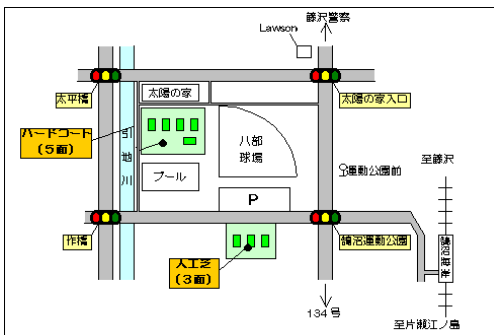 藤沢警察
Lawson
太平橋
太陽の家
太陽の家入口
ハードコート
(5面)
引地川
八部
球場
プール
運動公園前
至藤沢
P
作橋
鵠沼運動公園
人工芝
(3面)
134号
至片瀬江ノ島